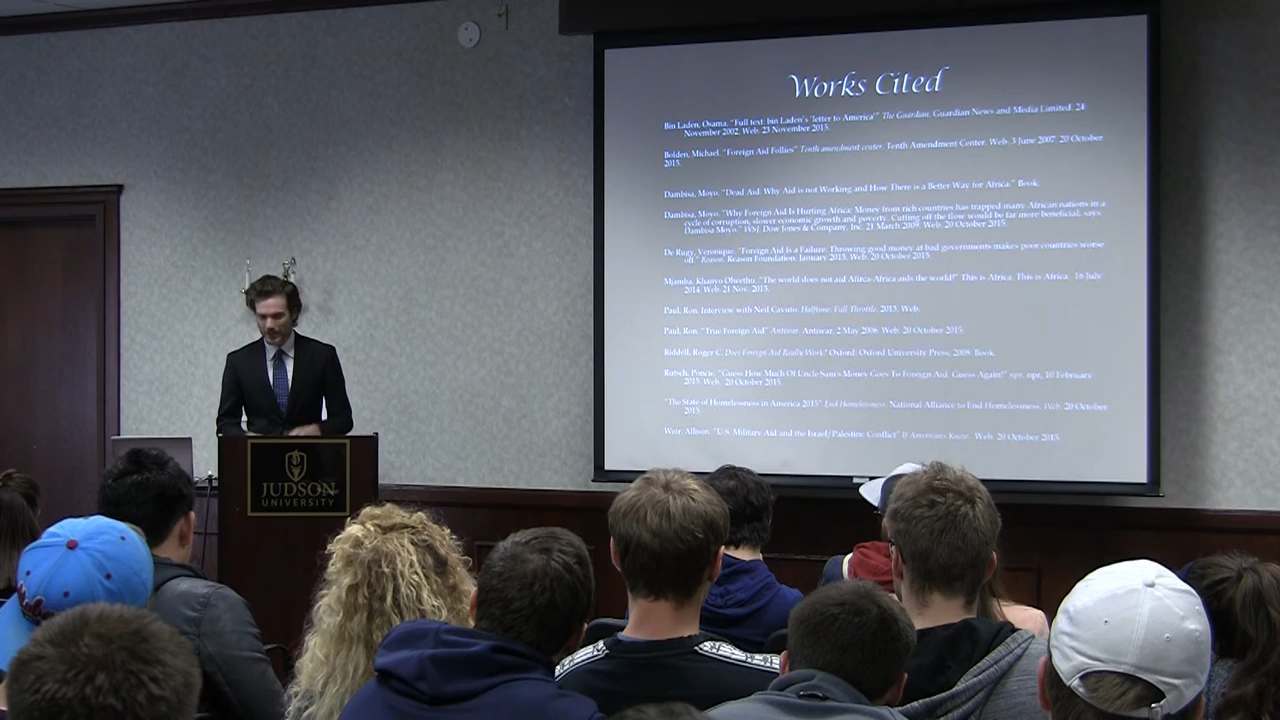 Works Cited
Bin Laden, Osama. "Full text: bin Laden's 'letter to America'" The Guardian. Guardian News and Media Limited. 24
November 2002. Web. 23 November 2015.
Bolden, Michael. "Foreign Aid Follies" Tenth amendment center. Tenth Amendment Center. Web. 3 June 2007. 20 October
2015.
Dambisa, Moyo. "Dead Aid: Why Aid is not Working and How There is a Better Way for Africa." Book.
Dambisa, Moyo. "Why Foreign Aid Is Hurting Africa: Money from rich countries has trapped many African nations in a
cycle of corruption, slower economic growth and poverty. Cutting off the flow would be far more beneficial, says
Dambisa Moyo." WSJ. Dow Jones & Company, Inc. 21 March 2009. Web. 20 October 2015.
De Rugy, Veronique. "Foreign Aid Is a Failure: Throwing good money at bad governments makes poor countries worse
off." Reason. Reason Foundation. January 2013. Web. 20 October 2015.
Mjamba, Khanyo Olwethu. "The world does not aid Afirca-Africa aids the world!" This is Africa. This is Africa. 16 July
2014. Web. 21 Nov. 2015.
Paul, Ron. Interview with Neil Cavuto. Halftime: Full Throttle. 2013. Web.
Paul, Ron. "True Foreign Aid" Antiwar. Antiwar. 2 May 2006. Web. 20 October 2015.
Riddell, Roger C. Does Foreign Aid Really Work? Oxford: Oxford University Press, 2008. Book.
Rutsch, Poncie. "Guess How Much Of Uncle Sam's Money Goes To Foreign Aid. Guess Again!" npr. npr, 10 February
2015. Web. 20 October 2015.
"The State of Homelessness in America 2015" End Homelessness. National Alliance to End Homelessness. Web. 20 October
2015.
Weir, Allison. "U.S. Military Aid and the Israel/Palestine Conflict" If Americans Knew. Web. 20 October 2015.
JUDSON
UNIVERSITY